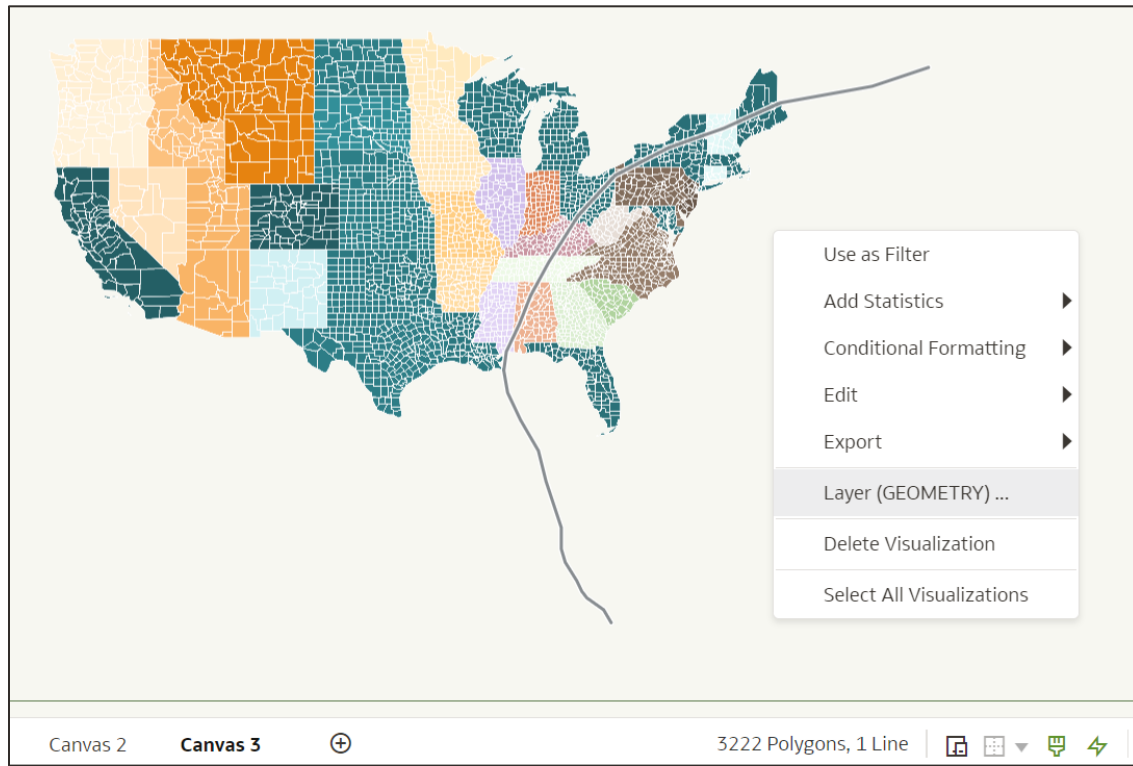 Use as Filter
Add Statistics
Conditional Formatting
Edit
Export
Layer (GEOMETRY) ...
Delete Visualization
Select All Visualizations
Canvas 2 Canvas 3 3222 Polygons, 1 Line